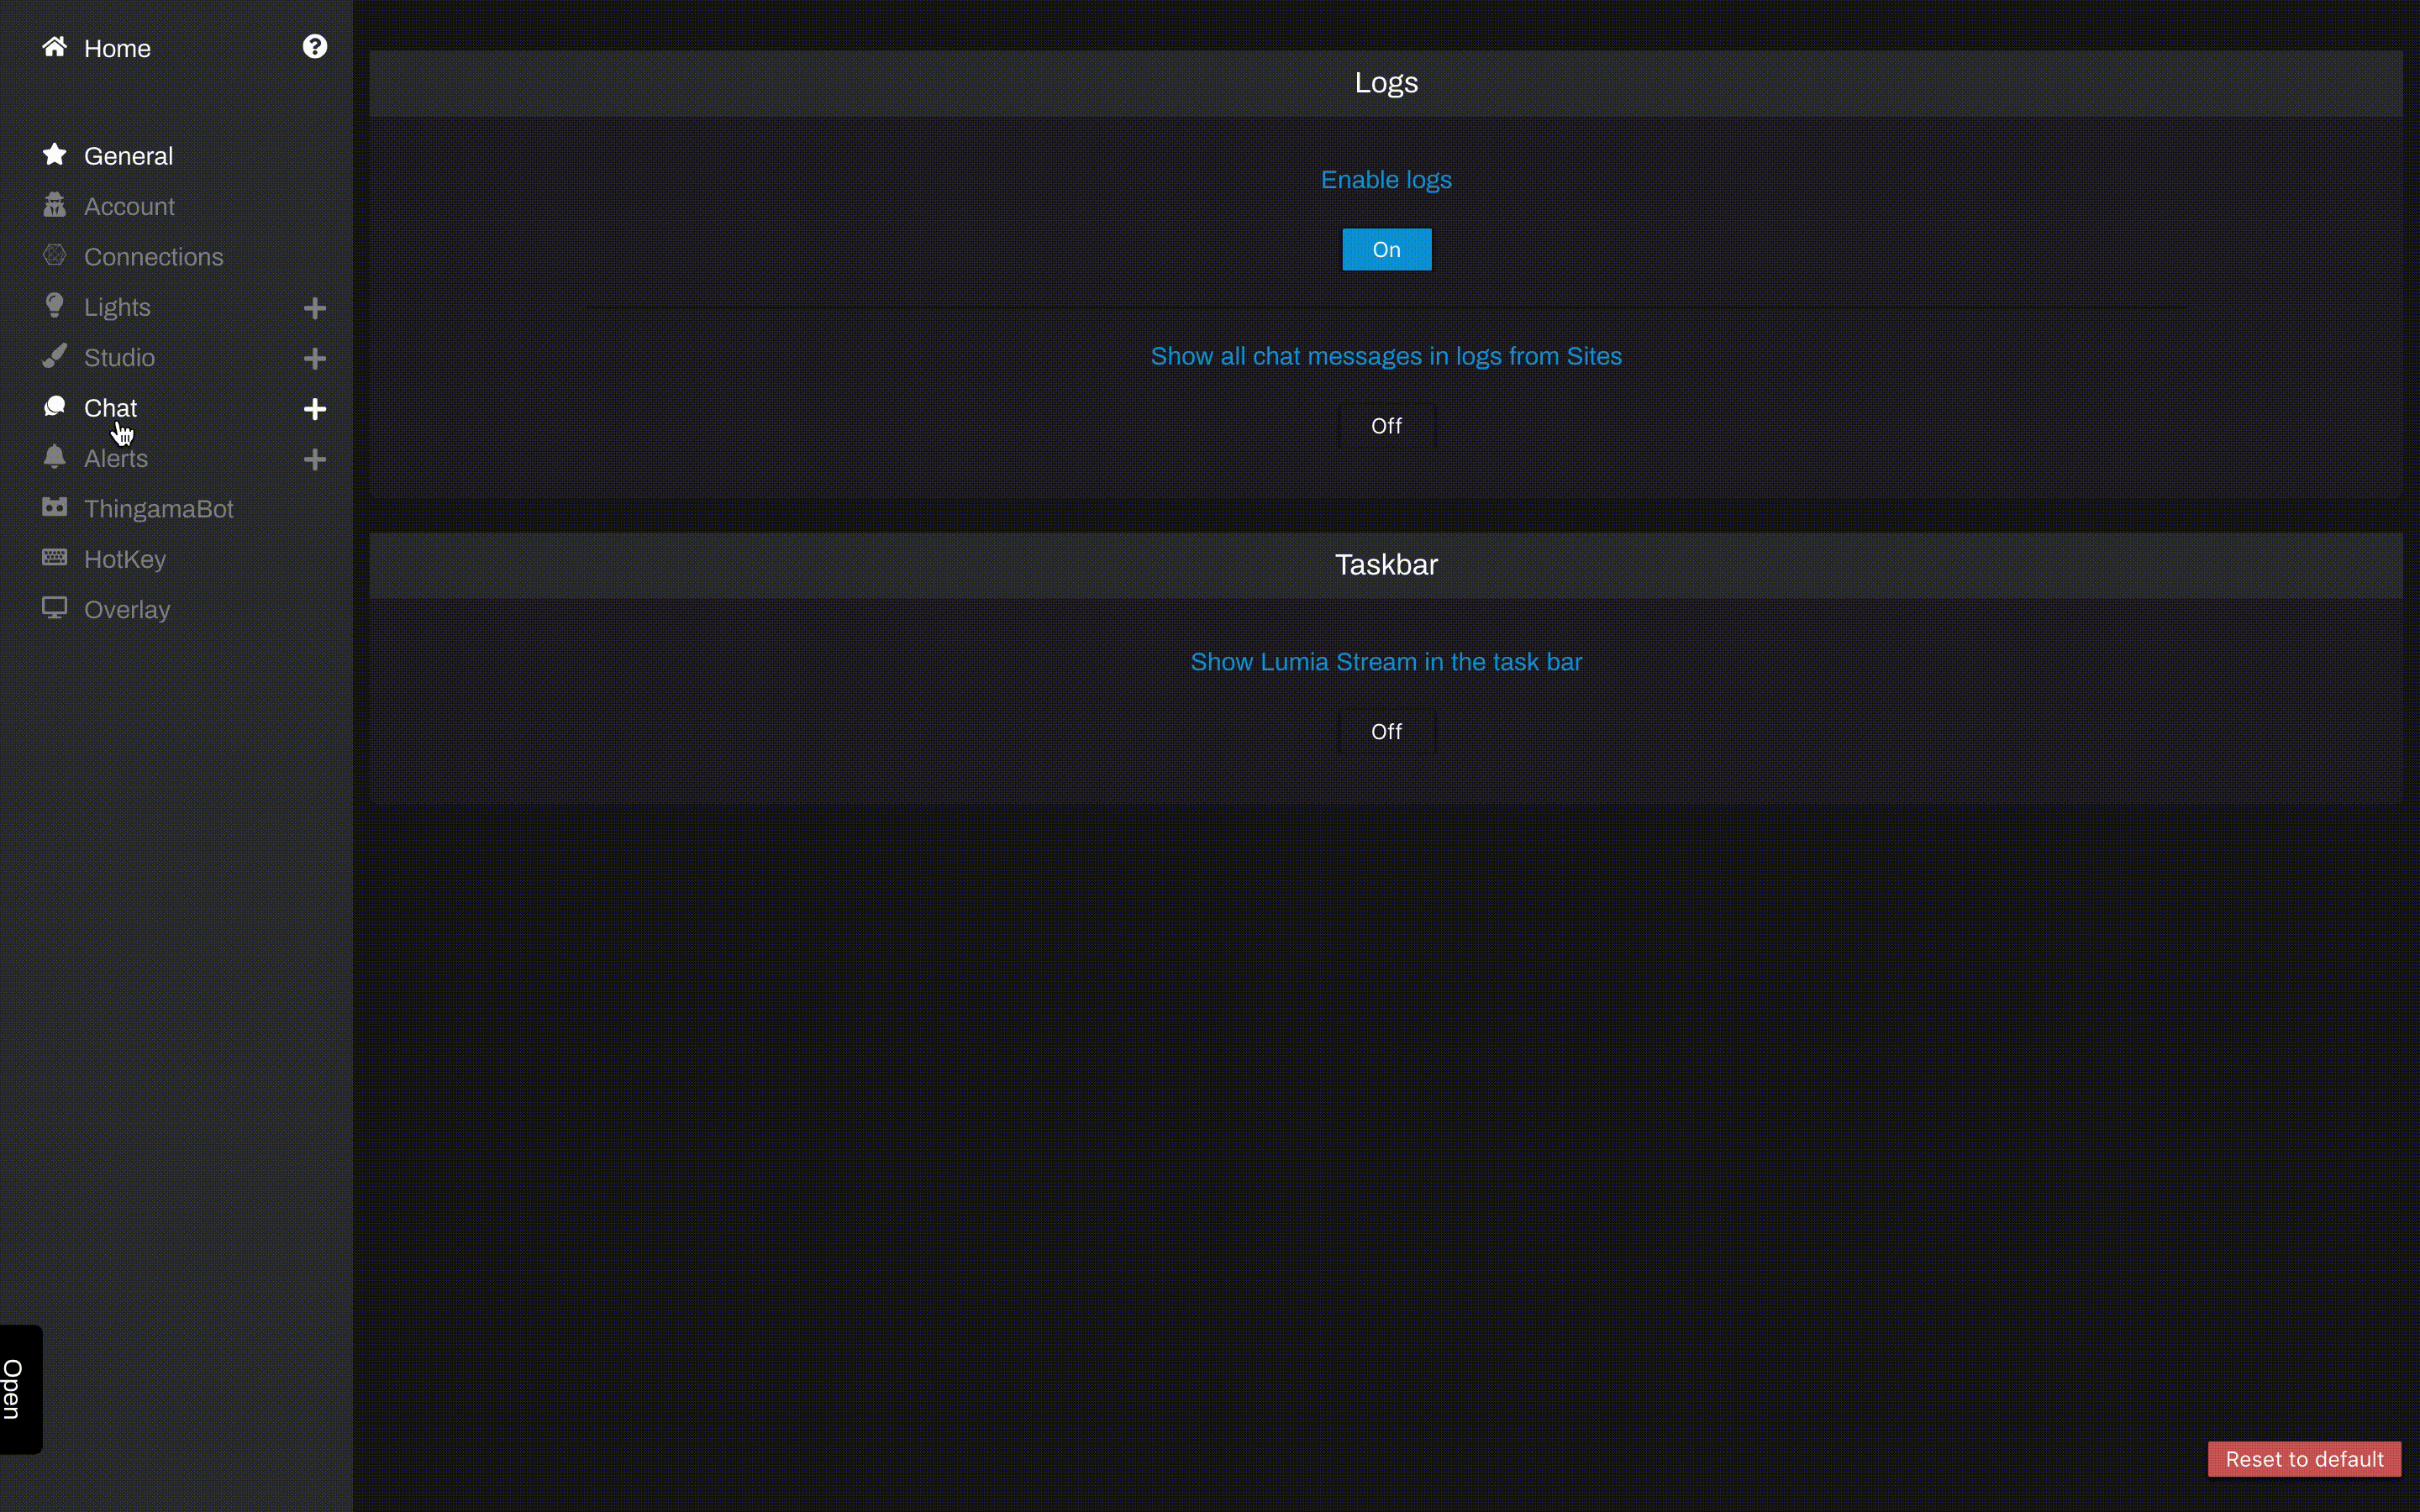 Home
General
Account
Connections
Lights
Studio
Chat
Alerts
ThingamaBot
HotKey
Overlay
Open
Logs
Enable logs
On
Show all chat messages in logs from Sites
Off
Taskbar
Show Lumia Stream in the task bar
Off
Reset to default